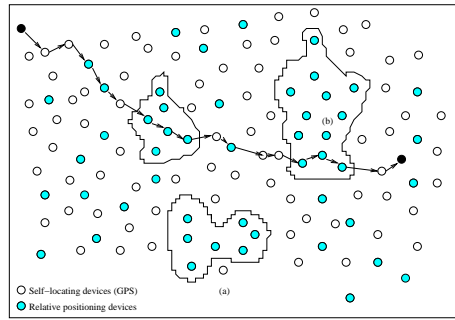 (b)
(a)
Self−locating devices (GPS)
Relative positioning devices